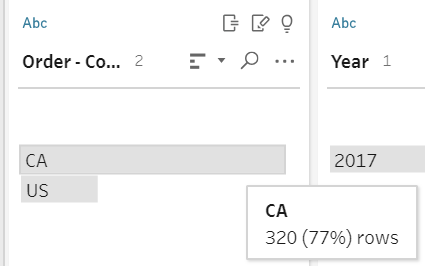 Abc
Order - Co... 2
CA
US
Abc
Year 1
2017
CA
320 (77%) rows